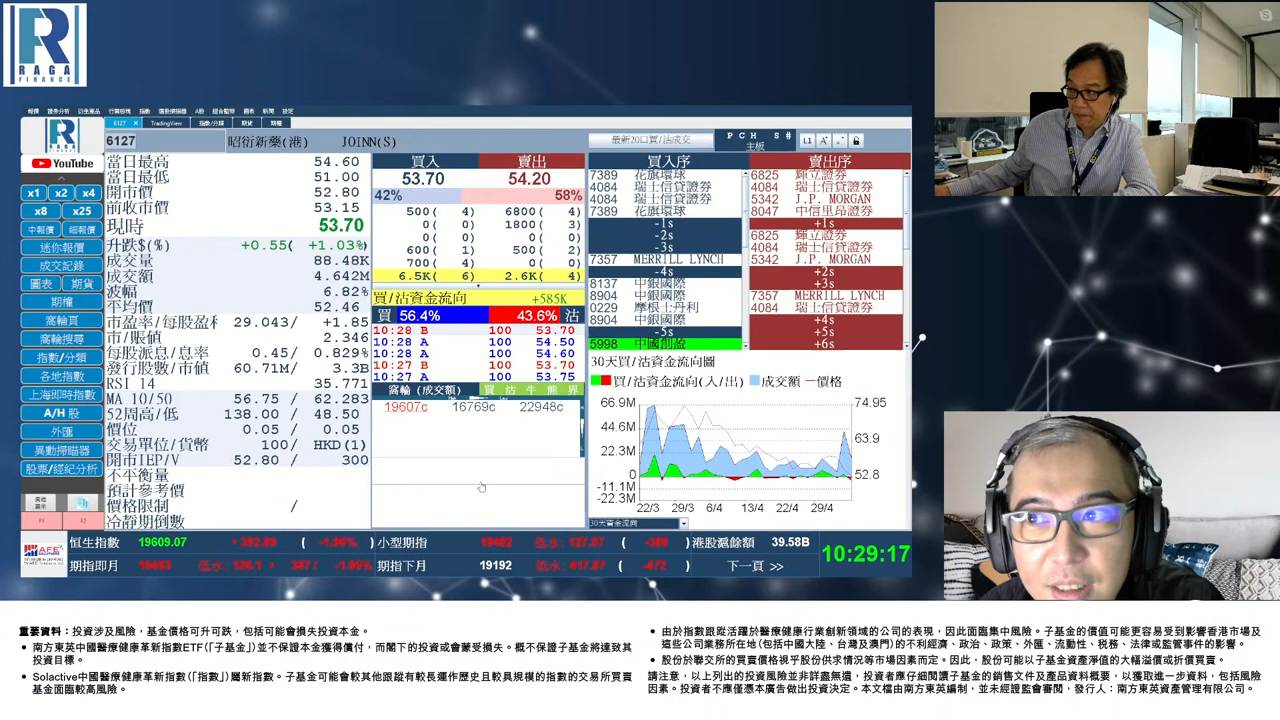 RAGA
FINANCE
6127
TradingView
指數/分類
期貨
期權
6127
昭衍新藥(港)
JOINN(S)
最新20口買/沽成交
P C H S #
主板
L1
YouTube
x1
x2
x4
x8
x25
中報價
細報價
迷你報價
成交記錄
圖表
期貨
期權
窩輪頁
窩輪搜尋
指數/分類
各地指數
上海即時指數
A/H 股
外匯
異動掃瞄器
股票/經紀分析
當日最高 54.60
當日最低 51.00
開市價 52.80
前收市價 53.15
現時 53.70
升跌$(%) +0.55( +1.03%)
成交量 88.48K
成交額 4.642M
波幅 6.82%
平均價 52.46
市盈率/每股盈利 29.043/ +1.85
市/賬 2.346
每股派息/息率 0.45/ 0.829%
發行股數/市值 60.71M/ 3.3B
RSI 14 35.771
MA 10/50 56.75 / 62.283
52周高/低 138.00 / 48.50
價位 0.05 / 0.05
交易單位/貨幣 100/ HKD(1)
開市IEP/V 52.80 / 300
不平衡量
預計參考價
價格限制 /
冷靜期倒數
買入 賣出
53.70 54.20
42% 58%
500( 4) 6800( 4)
0( 0) 1800( 3)
0( 0) 0( 0)
600( 1) 500( 2)
700( 4) 0( 0)
6.5K( 6) 2.6K( 4)
買/沽資金流向 +585K
買 56.4% 43.6% 沽
10:28 B 100 53.70
10:28 A 100 54.50
10:28 A 100 54.60
10:27 B 100 53.70
10:27 A 100 53.75
窩輪(成交額) 買 沽 牛 熊 界
19607c 16769c 22948c
買入序
7389 花旗環球
4084 瑞士信貸證券
4084 瑞士信貸證券
7389 花旗環球
-1s
-2s
-3s
7357 MERRILL LYNCH
-4s
8137 中銀國際
8904 中銀國際
0229 摩根士丹利
8904 中銀國際
-5s
5998 中國創盈
賣出序
6825 輝立證券
4084 瑞士信貸證券
5342 J.P. MORGAN
8047 中信里昂證券
+1s
6825 輝立證券
4084 瑞士信貸證券
5342 J.P. MORGAN
+2s
+3s
7357 MERRILL LYNCH
4084 瑞士信貸證券
+4s
+5s
+6s
30天買/沽資金流向圖
買/沽資金流向(入/出) 成交額 價格
66.9M 74.95
44.6M 63.9
22.3M
0 52.8
-11.1M
-22.3M
22/3 29/3 6/4 13/4 21/4 29/4
30天資金流向
AFE
恒生指數 19609.07
小型期指
港股滬餘額 39.58B
10:29:17
期指即月
期指下月 19192
下一頁 >>
重要資料：投資涉及風險，基金價格可升可跌，包括可能會損失投資本金。
• 南方東英中國醫療健康革新指數ETF(「子基金」)並不保證本金獲得償付，而閣下的投資或會蒙受損失。概不保證子基金將達致其
投資目標。
• Solactive中國醫療健康革新指數(「指數」)屬新指數。子基金可能會較其他跟蹤有較長運作歷史且較具規模的指數的交易所買賣
基金面臨較高風險。
• 由於指數跟蹤活躍於醫療健康行業創新領域的公司的表現，因此面臨集中風險。子基金的價值可能更容易受到影響香港市場及
這些公司業務所在地(包括中國大陸、台灣及澳門)的不利經濟、政治、政策、外匯、流動性、稅務、法律或監管事件的影響。
• 股份於聯交所的買賣價格視乎股份供求情況等市場因素而定。因此，股份可能以子基金資產淨值的大幅溢價或折價買賣。
請注意，以上列出的投資風險並非詳盡無遺，投資者應仔細閱讀子基金的銷售文件及產品資料概要，以獲取進一步資料，包括風險
因素。投資者不應僅憑本廣告做出投資決定。本文檔由南方東英編制，並未經證監會審閱，發行人：南方東英資產管理有限公司。